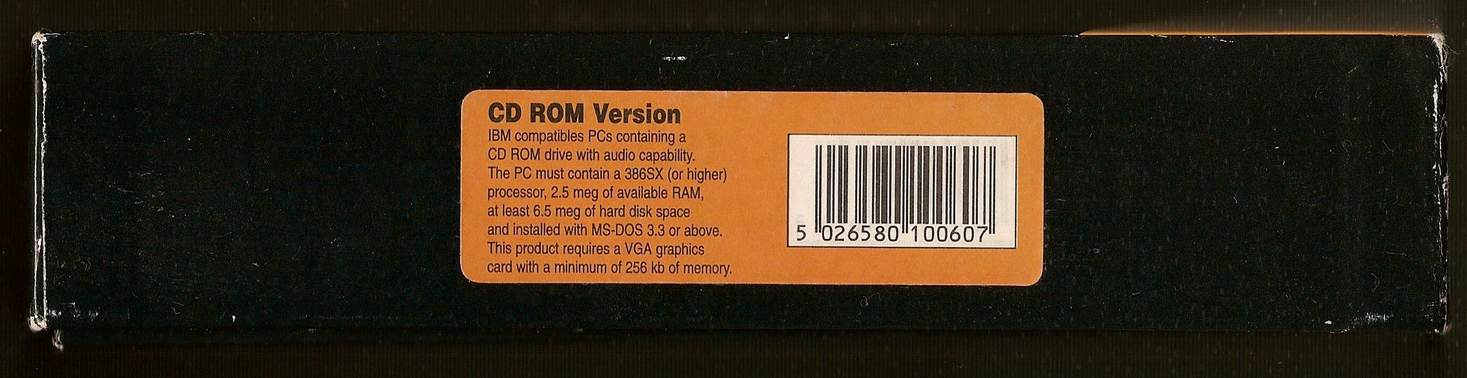 CD ROM Version
IBM compatibles PCs containing a
CD ROM drive with audio capability.
The PC must contain a 386SX (or higher)
processor, 2.5 meg of available RAM,
at least 6.5 meg of hard disk space
and installed with MS-DOS 3.3 or above.
This product requires a VGA graphics
card with a minimum of 256 kb of memory.
5 026580 100607